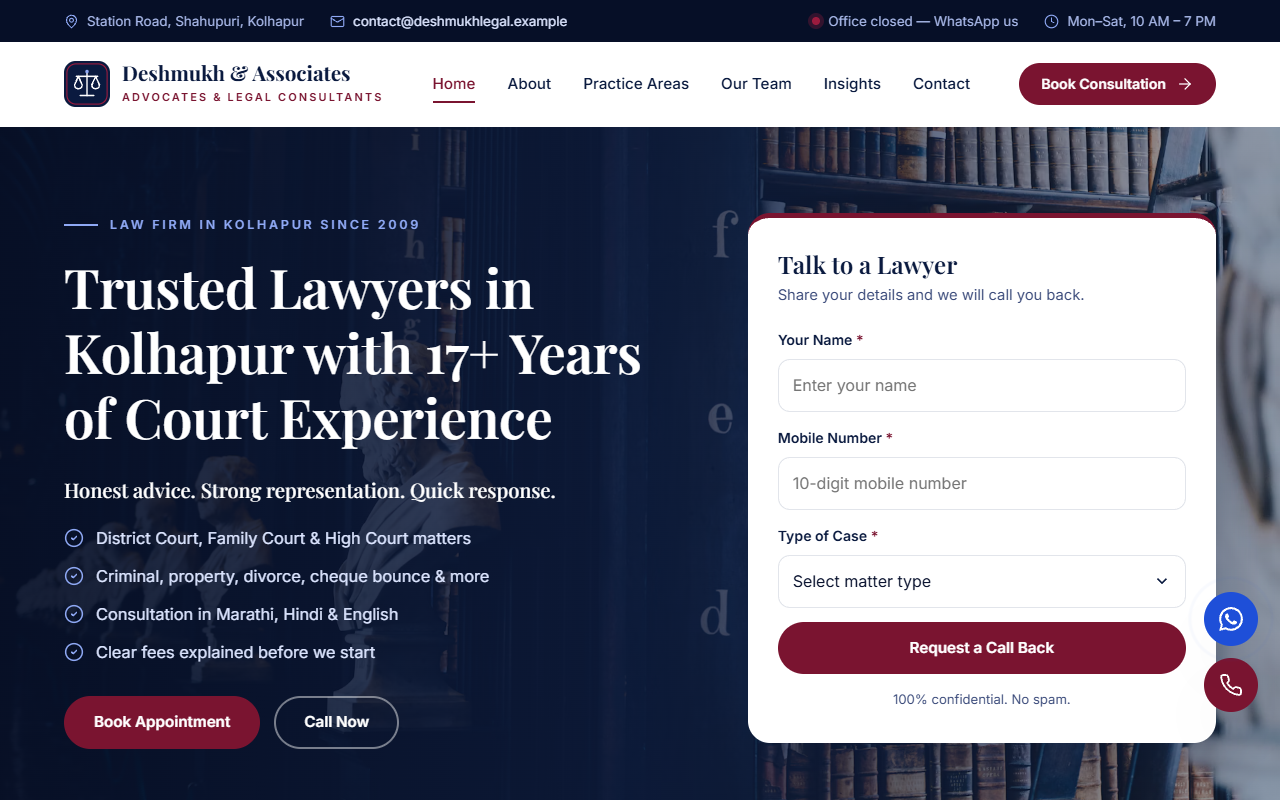 Station Road, Shahupuri, Kolhapur
contact@deshmukhlegal.example
Office closed — WhatsApp us
Mon–Sat, 10 AM – 7 PM
Deshmukh & Associates
ADVOCATES & LEGAL CONSULTANTS
Home
About
Practice Areas
Our Team
Insights
Contact
Book Consultation
LAW FIRM IN KOLHAPUR SINCE 2009
Trusted Lawyers in
Kolhapur with 17+ Years
of Court Experience
Honest advice. Strong representation. Quick response.
District Court, Family Court & High Court matters
Criminal, property, divorce, cheque bounce & more
Consultation in Marathi, Hindi & English
Clear fees explained before we start
Book Appointment
Call Now
i
h
g
f
e
d
Talk to a Lawyer
Share your details and we will call you back.
Your Name *
Enter your name
Mobile Number *
10-digit mobile number
Type of Case *
Select matter type
Request a Call Back
100% confidential. No spam.